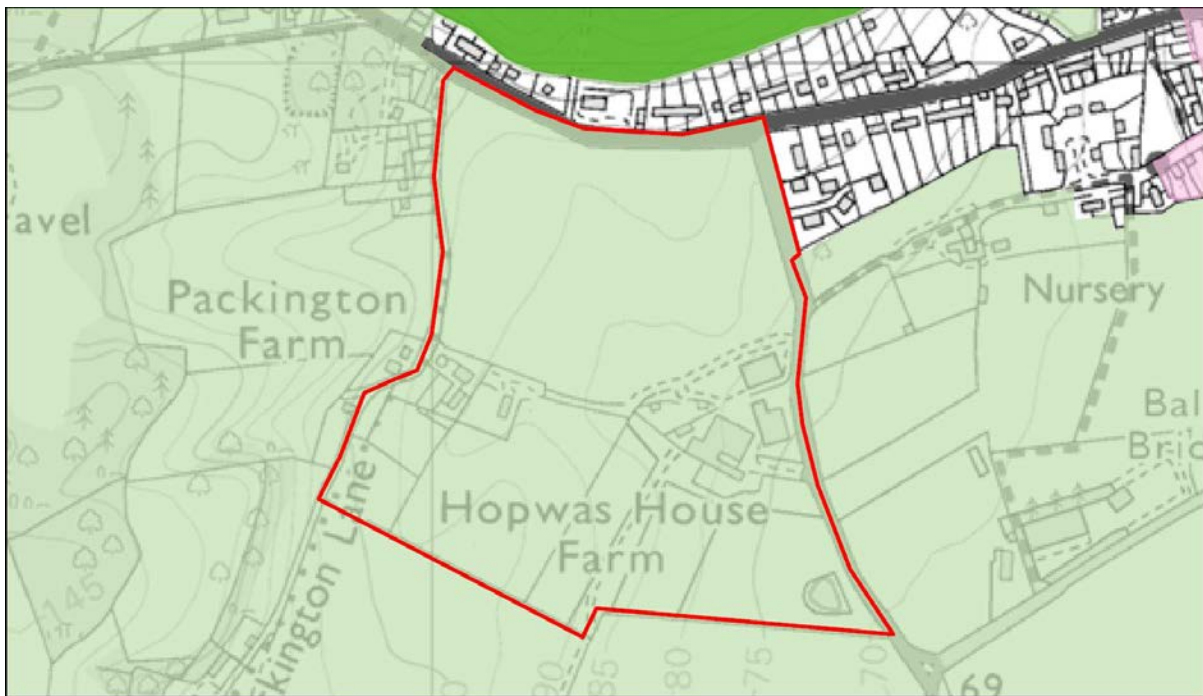 avel
Packington
Farm
Nursery
Bal
Bric
Hopwas House
Farm
kington Lane
145
90
85
80
75
70
69